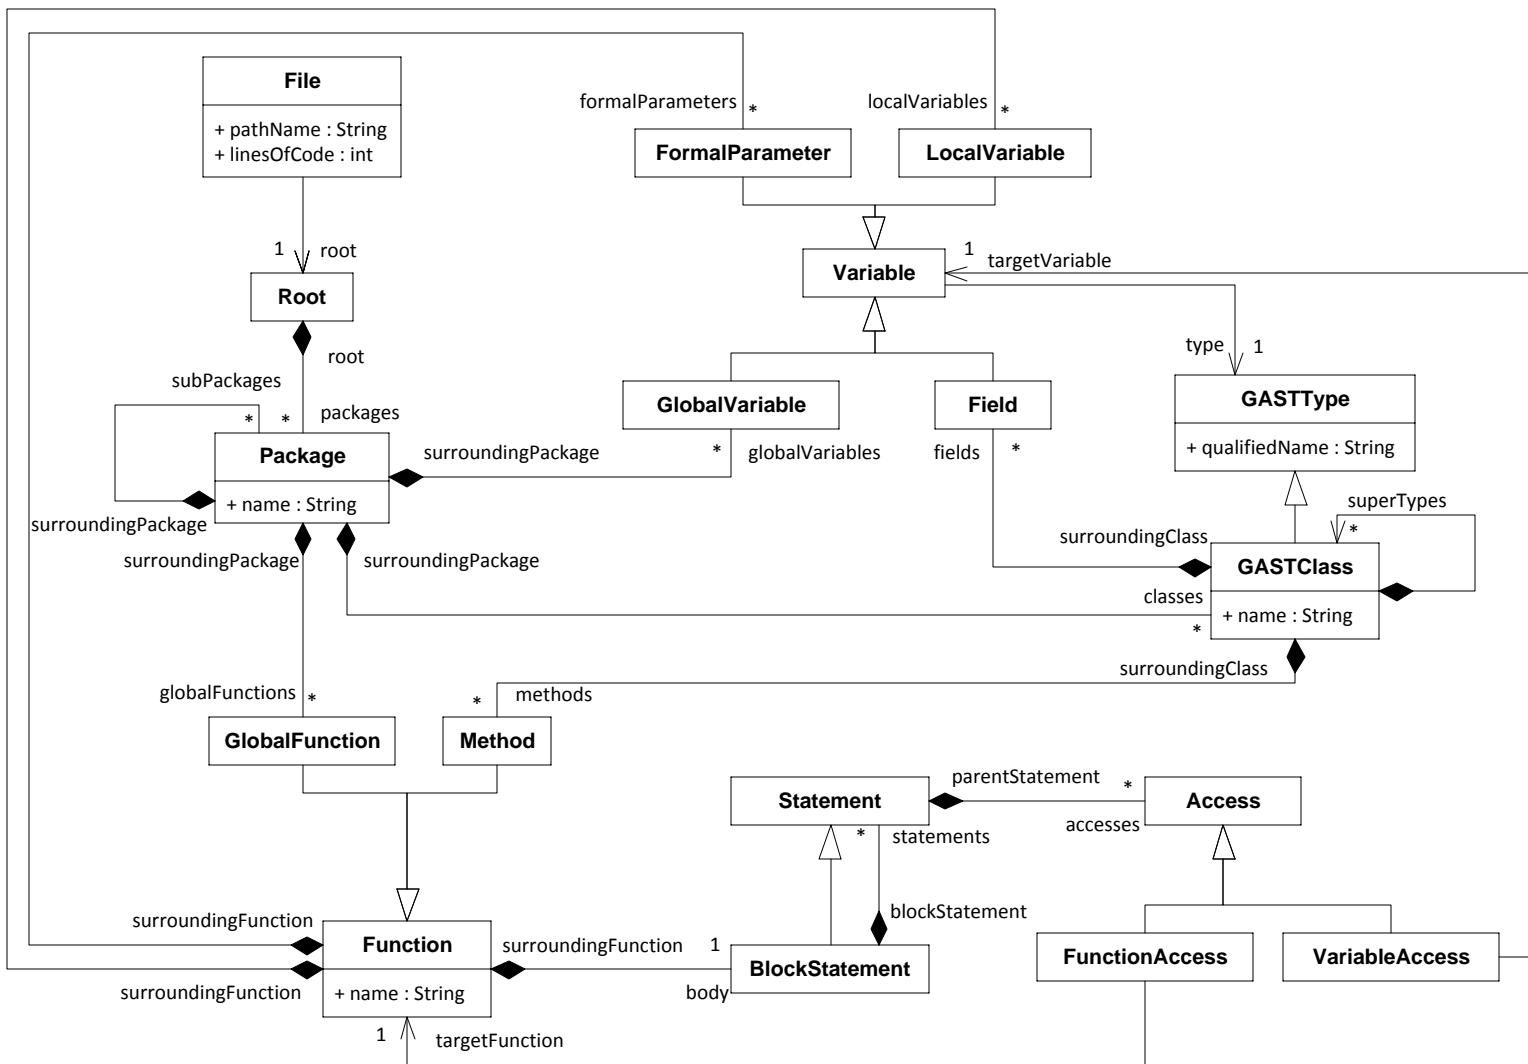 File
+ pathName : String
+ linesOfCode : int
formalParameters
*
localVariables
*
FormalParameter
LocalVariable
1
root
Root
Variable
1
targetVariable
root
type
1
subPackages
*
*
packages
GlobalVariable
Field
GASTType
+ qualifiedName : String
Package
+ name : String
surroundingPackage
*
globalVariables
fields
*
surroundingPackage
surroundingPackage
surroundingPackage
superTypes
*
surroundingClass
GASTClass
+ name : String
classes
*
surroundingClass
globalFunctions
*
*
methods
GlobalFunction
Method
Statement
parentStatement
*
accesses
Access
*
statements
surroundingFunction
Function
+ name : String
surroundingFunction
surroundingFunction
1
body
blockStatement
BlockStatement
FunctionAccess
VariableAccess
1
targetFunction